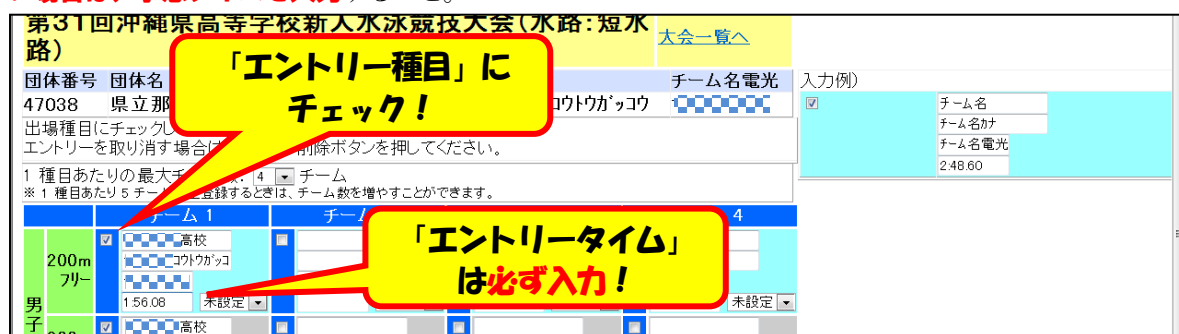 第31回沖縄県高等学校新人水泳競技大会(水路:短水路)
大会一覧へ
「エントリー種目」に
チェック!
団体番号 団体名 チーム名電光 入力例)
47038 県立那 コウトウガッコウ
チーム名
チーム名カナ
チーム名電光
2:48.60
出場種目にチェックし
エントリーを取り消す場合は 削除ボタンを押してください。
1 種目あたりの最大チ 4 チーム
※ 1 種目あたり 5 チー 登録するときは、チーム数を増やすことができます。
チーム 1 チー 4
「エントリータイム」
は必ず入力!
男子
200m
フリー
高校
コウトウガッコ
1:56.08 未設定 未設定
高校